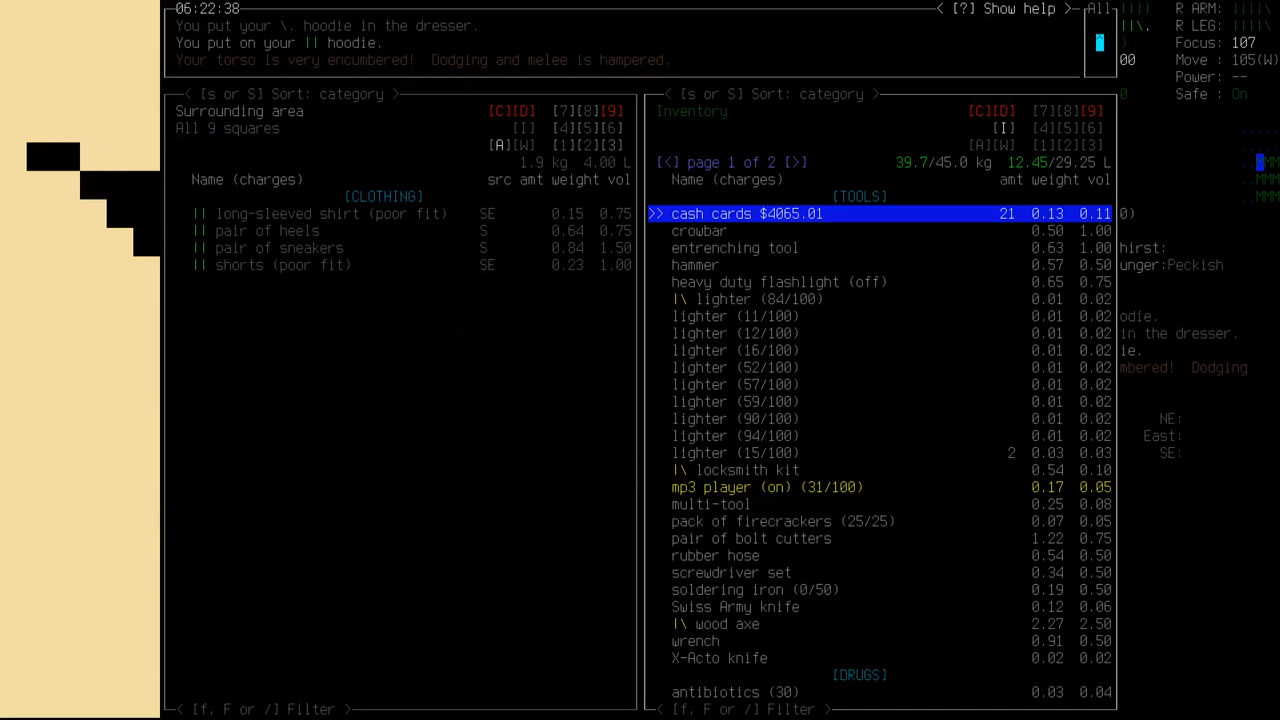 06:22:38 < [?] Show help > All R ARM:
You put your \. hoodie in the dresser. R LEG:
You put on your || hoodie. Focus: 107
Your torso is very encumbered! Dodging and melee is hampered. 00 Move : 105(W)
Power: --
Safe : On
< [s or S] Sort: category > < [s or S] Sort: category >
Surrounding area [C][D] [7][8][9] Inventory [C][D] [7][8][9]
All 9 squares [I] [4][5][6] [I] [4][5][6]
[A][W] [1][2][3] [A][W] [1][2][3]
1.9 kg 4.00 L [<] page 1 of 2 [>] 39.7/45.0 kg 12.45/29.25 L
Name (charges) src amt weight vol Name (charges) amt weight vol
[CLOTHING] [TOOLS]
|| long-sleeved shirt (poor fit) SE 0.15 0.75 >> cash cards $4065.01 21 0.13 0.11 0)
|| pair of heels S 0.64 0.75 crowbar 0.50 1.00
|| pair of sneakers S 0.84 1.50 entrenching tool 0.63 1.00 hirst:
|| shorts (poor fit) SE 0.23 1.00 hammer 0.57 0.50 unger:Peckish
heavy duty flashlight (off) 0.65 0.75
|\ lighter (84/100) 0.01 0.02
lighter (11/100) 0.01 0.02 odie.
lighter (12/100) 0.01 0.02 in the dresser.
lighter (16/100) 0.01 0.02 ie.
lighter (52/100) 0.01 0.02 mbered! Dodging
lighter (57/100) 0.01 0.02
lighter (59/100) 0.01 0.02
lighter (90/100) 0.01 0.02 NE:
lighter (94/100) 0.01 0.02 East:
lighter (15/100) 2 0.03 0.03 SE:
|\ locksmith kit 0.54 0.10
mp3 player (on) (31/100) 0.17 0.05
multi-tool 0.25 0.08
pack of firecrackers (25/25) 0.07 0.05
pair of bolt cutters 1.22 0.75
rubber hose 0.54 0.50
screwdriver set 0.34 0.50
soldering iron (0/50) 0.19 0.50
Swiss Army knife 0.12 0.06
|\ wood axe 2.27 2.50
wrench 0.91 0.50
X-Acto knife 0.02 0.02
[DRUGS]
antibiotics (30) 0.03 0.04
< [f, F or /] Filter > < [f, F or /] Filter >